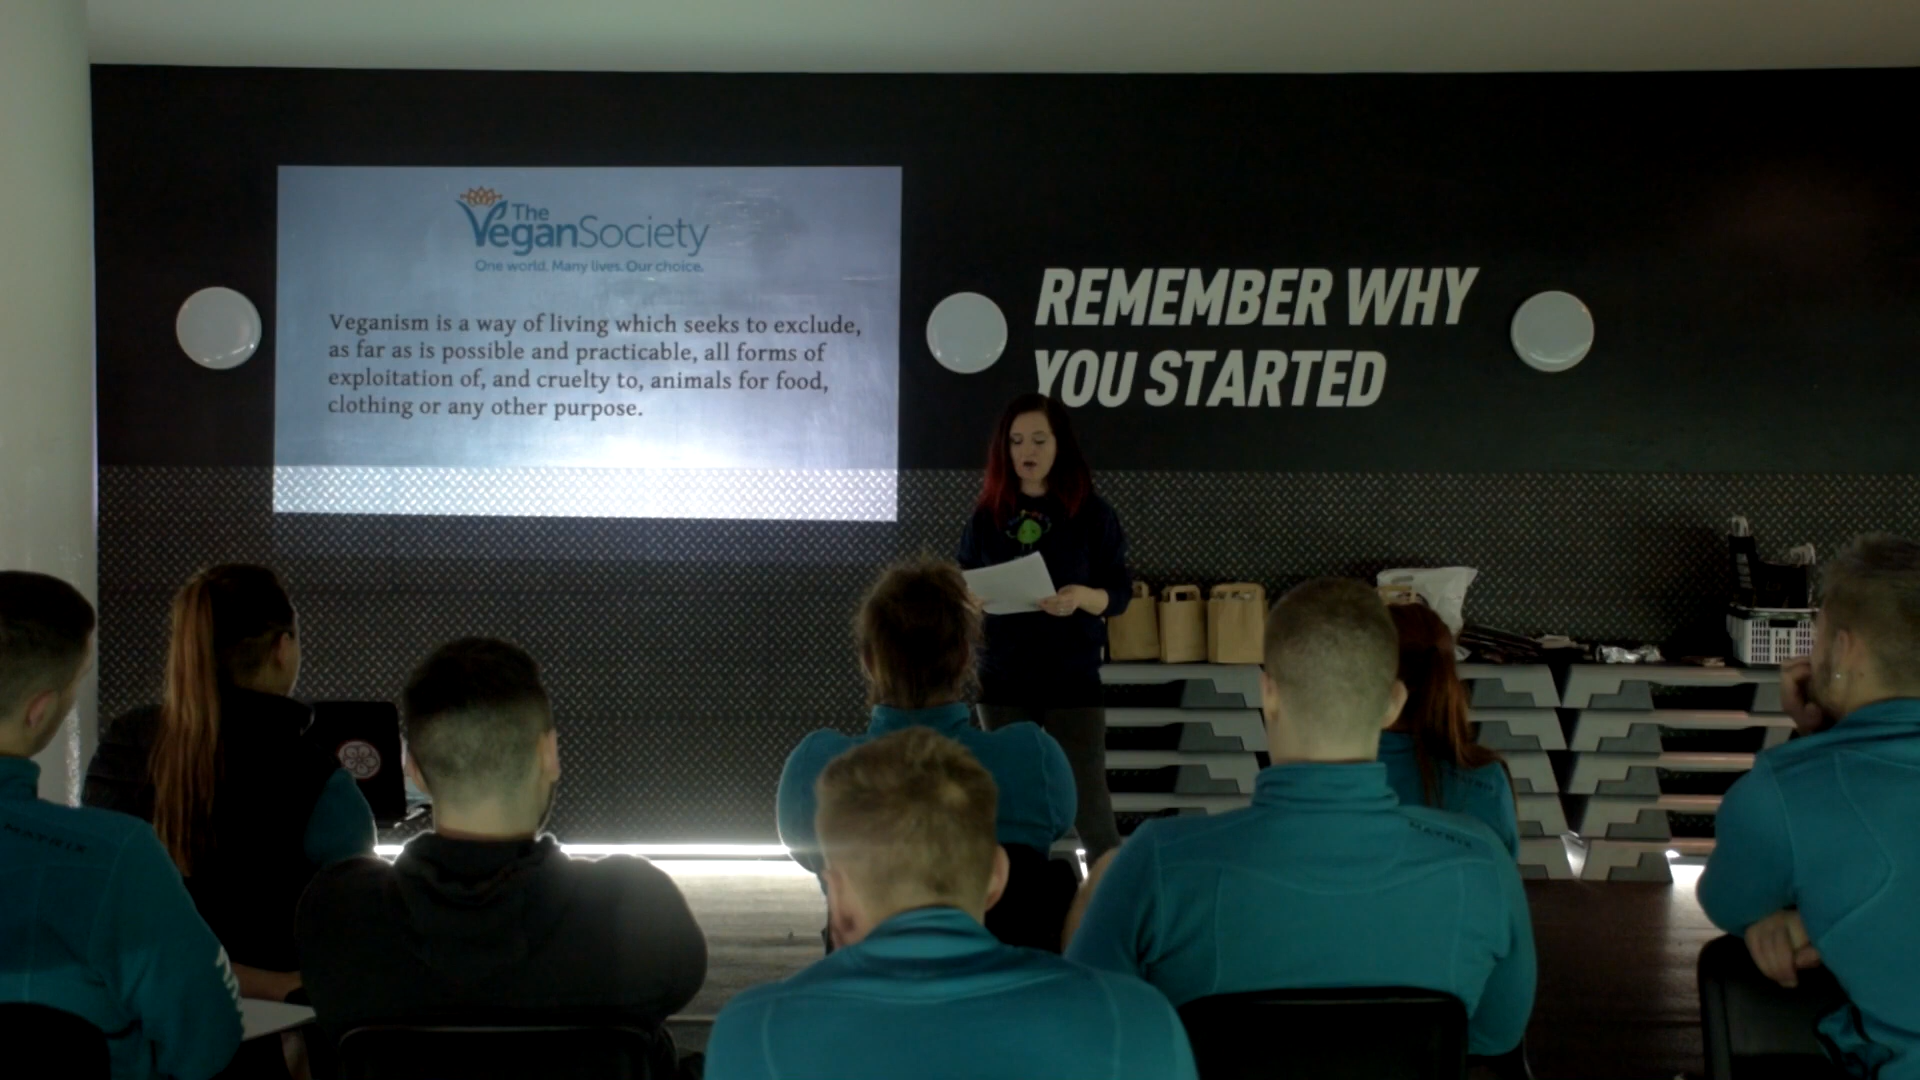 The
VeganSociety
One world. Many lives. Our choice.
Veganism is a way of living which seeks to exclude,
as far as is possible and practicable, all forms of
exploitation of, and cruelty to, animals for food,
clothing or any other purpose.
REMEMBER WHY
YOU STARTED
MATRIX
MATRIX